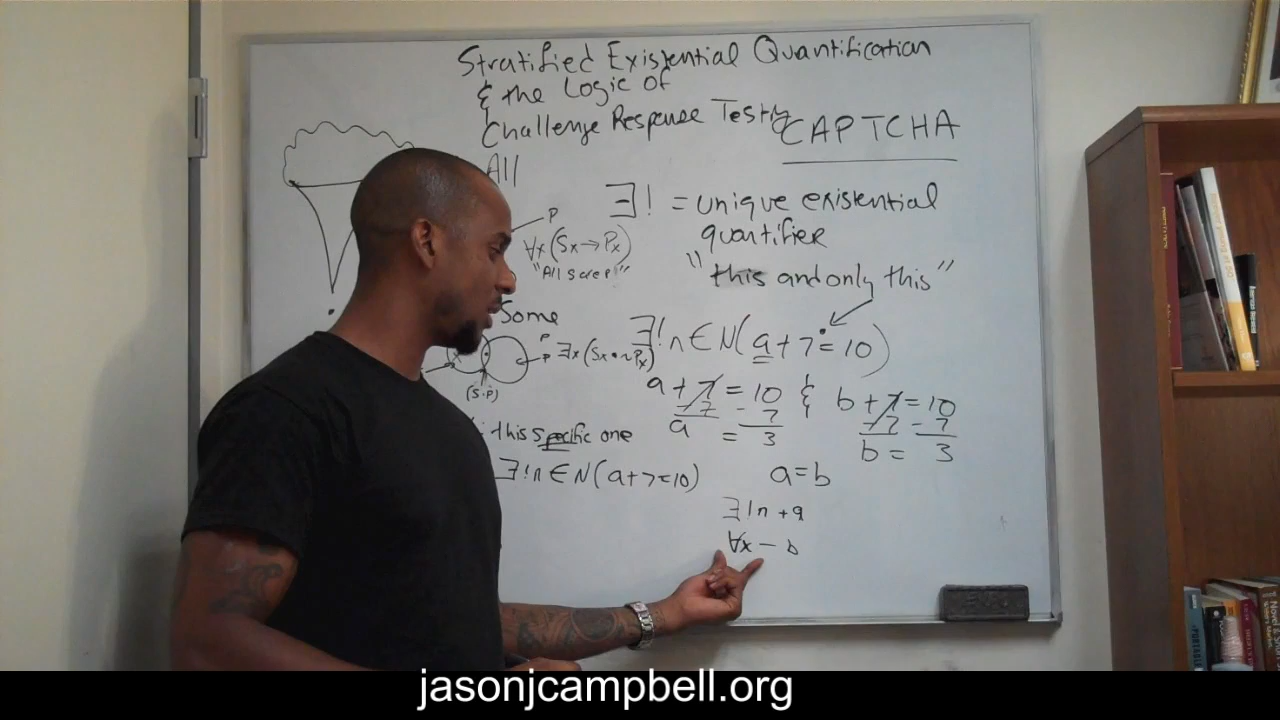 Stratified Existential Quantification
& the Logic of
Challenge Response Testing
CAPTCHA
All
P
∀x(Sx→Px)
"All S are P"
∃! = unique existential
quantifier
"this and only this"
Some
P
P
∃x(Sx•~Px)
(S·P)
∃!n∈N(a+7=10)
a+7=10 & b+7=10
-7 -7 -7 -7
a = 3 b = 3
this specific one
∃!n∈N(a+7=10)
a=b
∃!n + a
∀x – b
jasonjcampbell.org